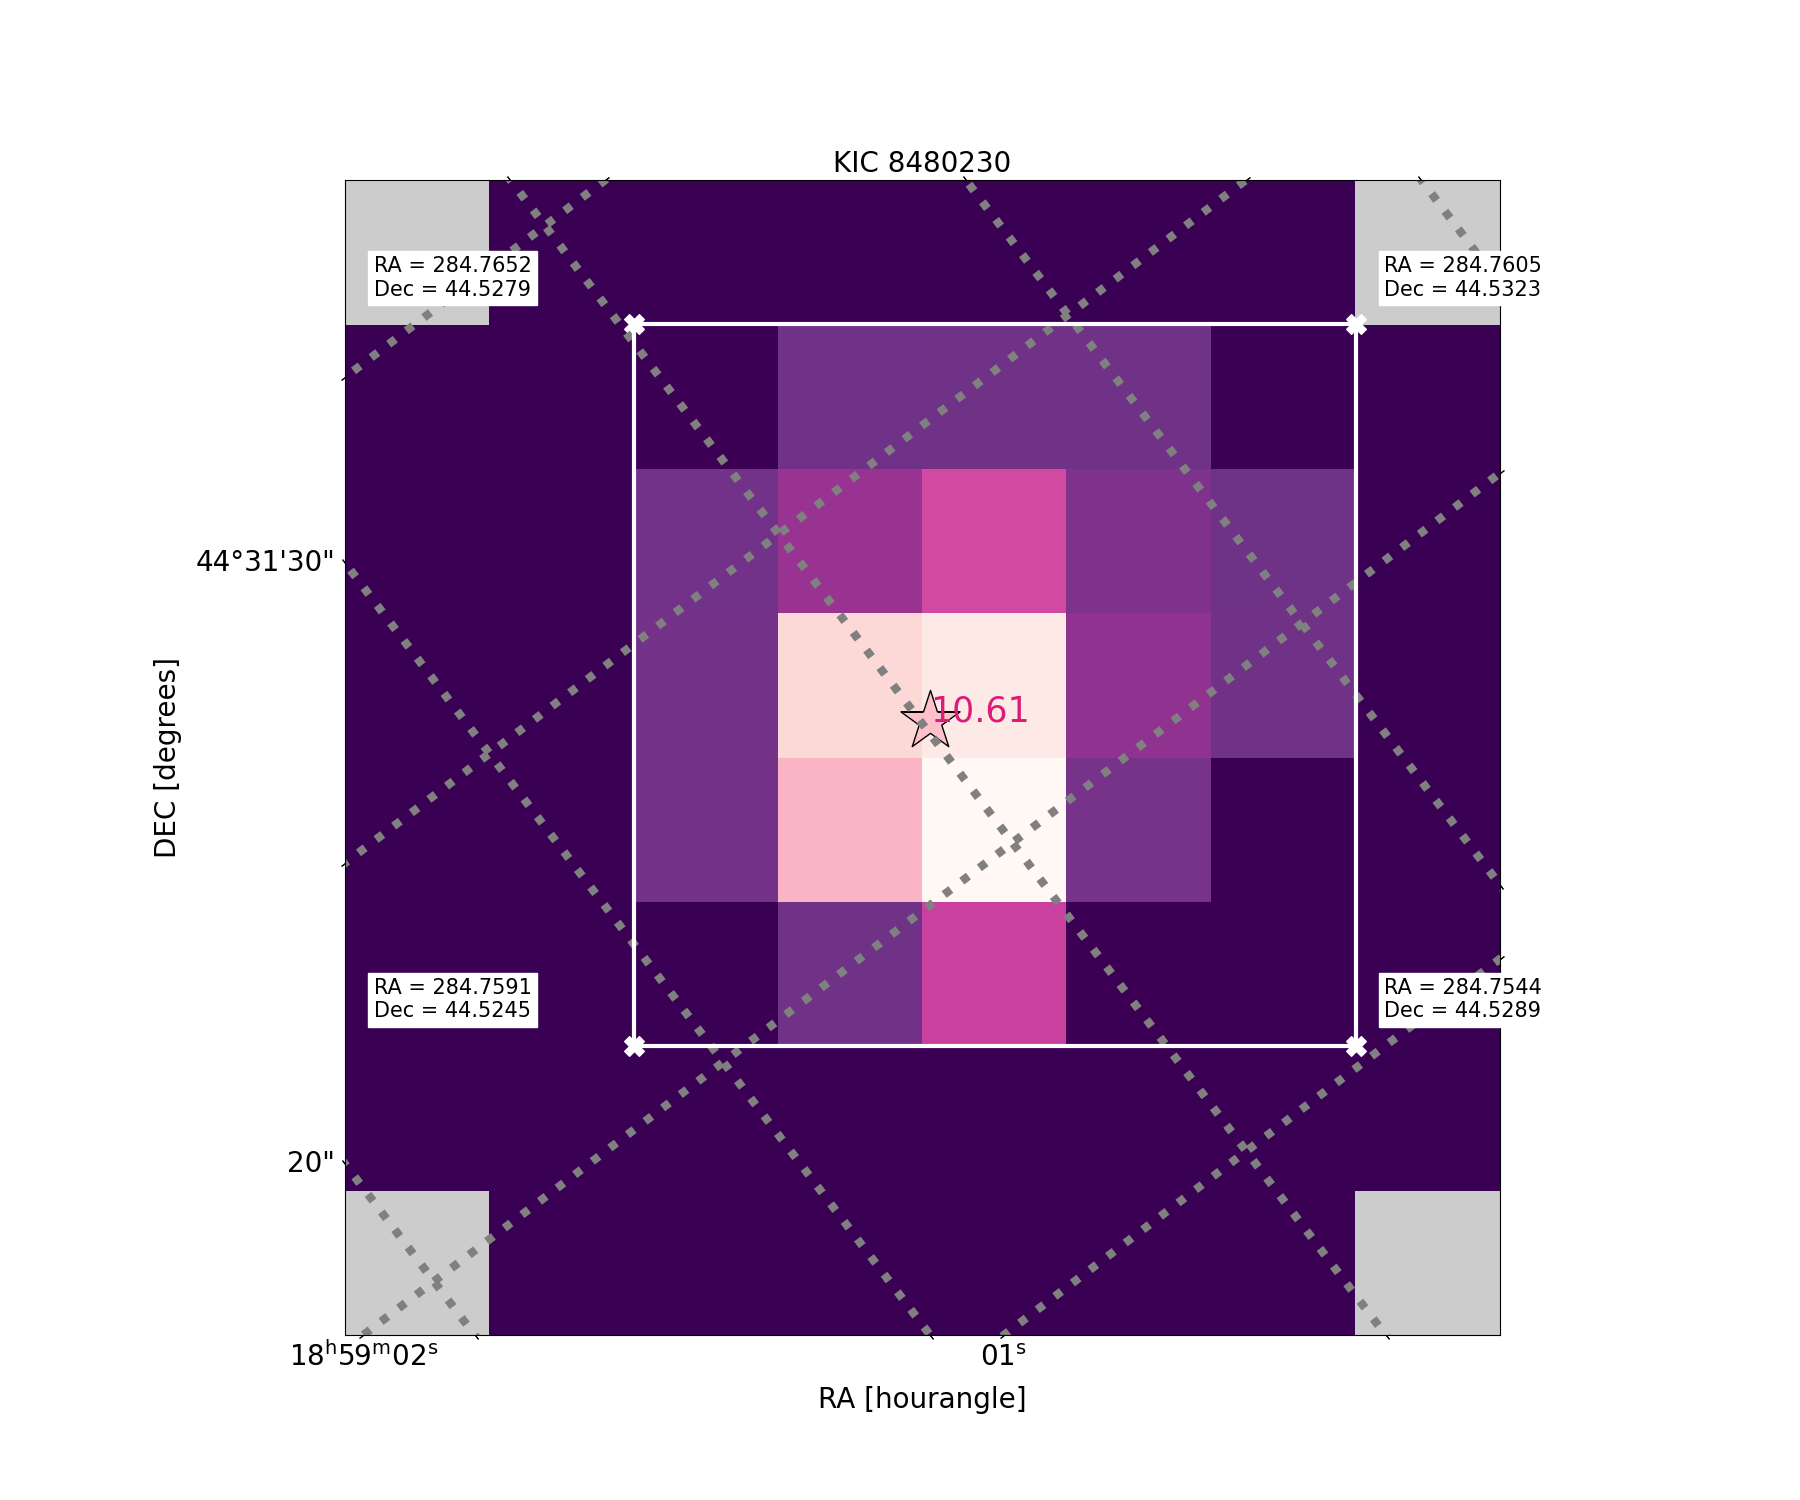 KIC 8480230
RA = 284.7652
Dec = 44.5279
RA = 284.7605
Dec = 44.5323
44°31'30"
10.61
DEC [degrees]
RA = 284.7591
Dec = 44.5245
RA = 284.7544
Dec = 44.5289
20"
18ʰ59ᵐ02ˢ
01ˢ
RA [hourangle]